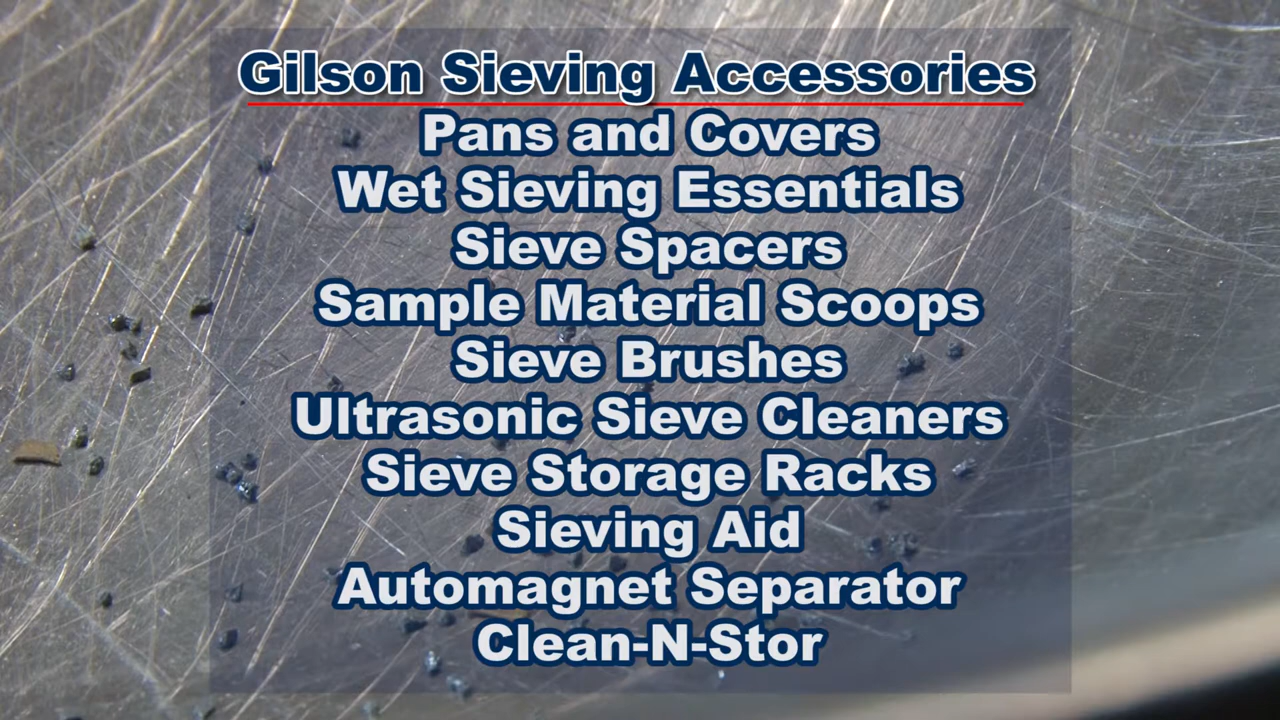 Gilson Sieving Accessories
Pans and Covers
Wet Sieving Essentials
Sieve Spacers
Sample Material Scoops
Sieve Brushes
Ultrasonic Sieve Cleaners
Sieve Storage Racks
Sieving Aid
Automagnet Separator
Clean-N-Stor